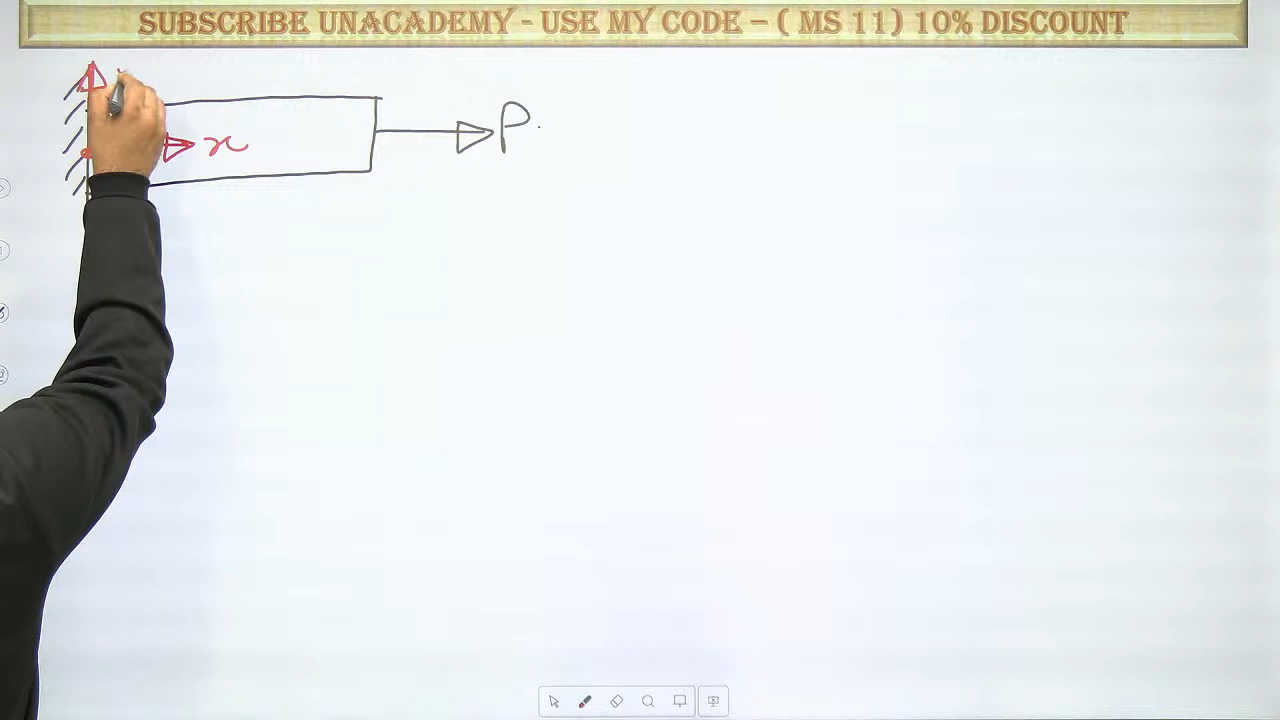 SUBSCRIBE UNACADEMY - USE MY CODE – ( MS 11) 10% DISCOUNT
P
x